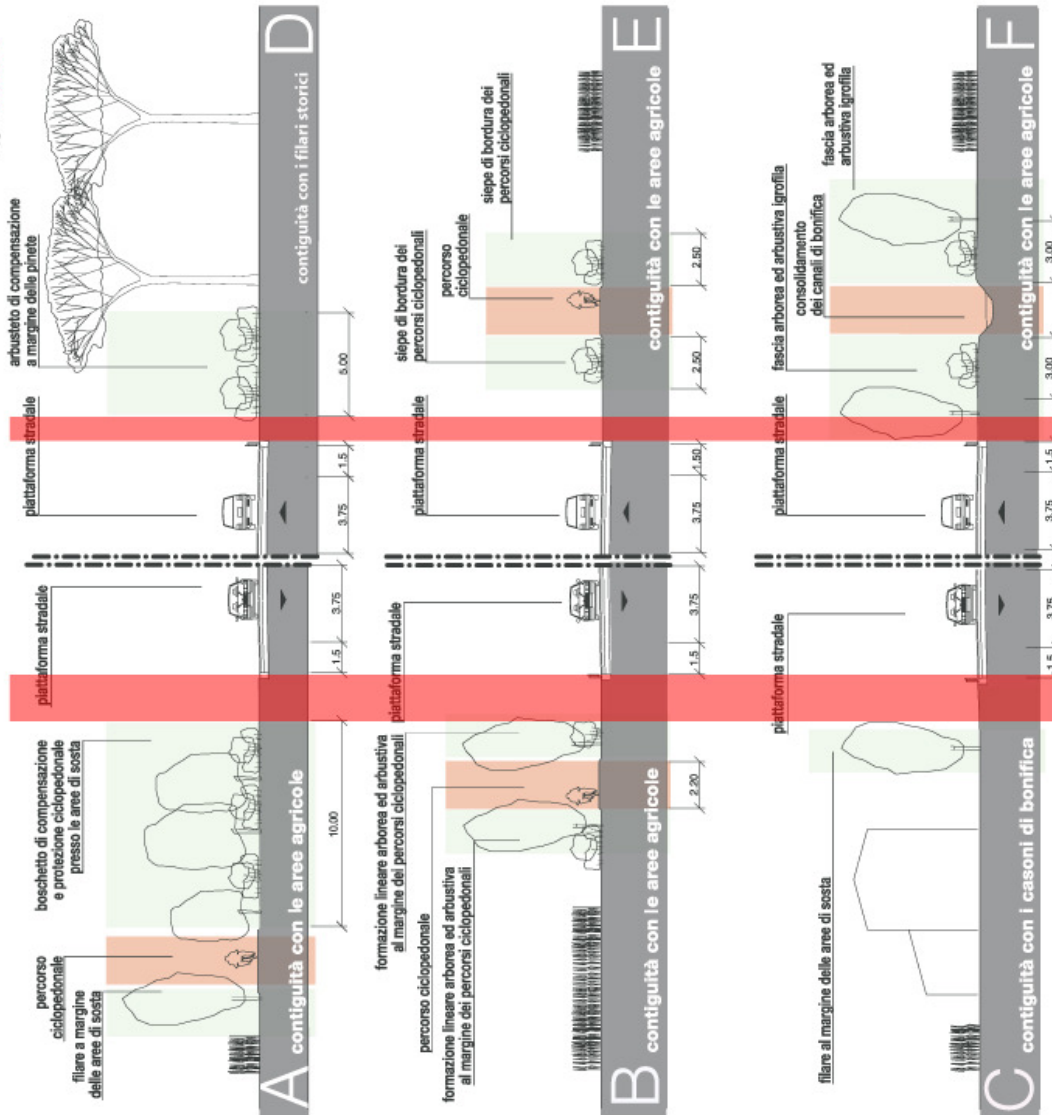 boschetto di compensazione
e protezione ciclopedonale
presso le aree di sosta
percorso
ciclopedonale
filare a margine
delle aree di sosta
piattaforma stradale
10.00
1.5
3.75
A contiguità con le aree agricole
arbusteto di compensazione
a margine delle pinete
piattaforma stradale
3.75
1.5
5.00
contiguità con i filari storici D
formazione lineare arborea ed arbustiva
al margine dei percorsi ciclopedonali
percorso ciclopedonale
formazione lineare arborea ed arbustiva
al margine dei percorsi ciclopedonali
piattaforma stradale
2.20
1.5
3.75
B contiguità con le aree agricole
siepe di bordura dei
percorsi ciclopedonali
percorso
ciclopedonale
siepe di bordura dei
percorsi ciclopedonali
piattaforma stradale
3.75
1.50
2.50
2.50
contiguità con le aree agricole E
filare al margine delle aree di sosta
piattaforma stradale
1.5
3.75
C contiguità con i casoni di bonifica
fascia arborea ed
arbustiva igrofila
fascia arborea ed arbustiva igrofila
consolidamento
dei canali di bonifica
piattaforma stradale
3.75
1.5
3.00
3.00
contiguità con le aree agricole F